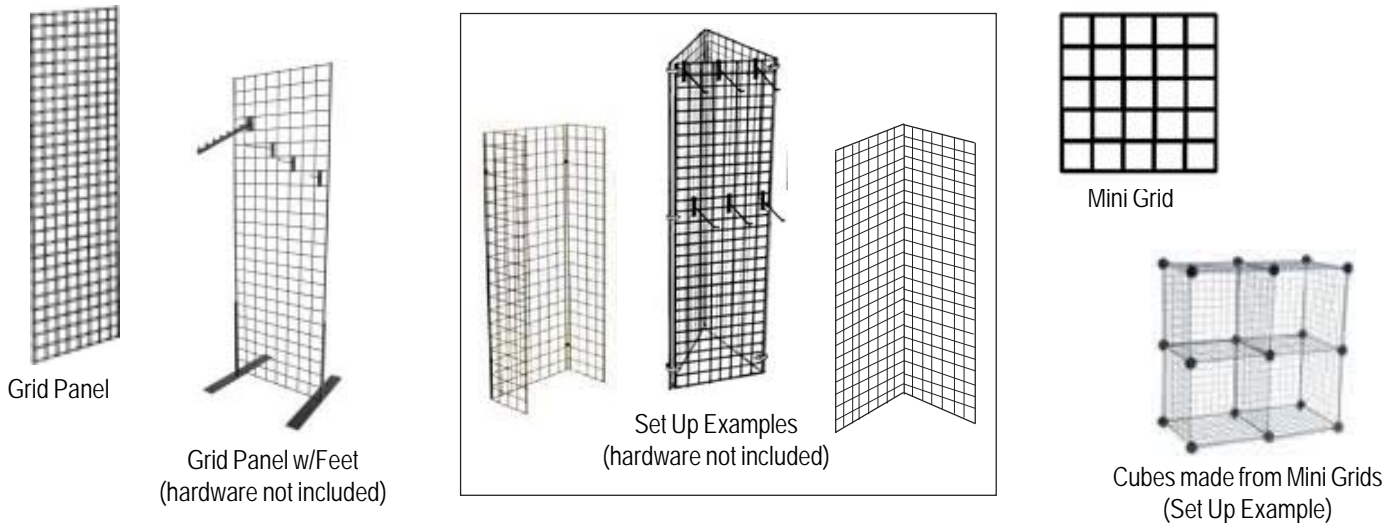 Grid Panel
Grid Panel w/Feet
(hardware not included)
Set Up Examples
(hardware not included)
Mini Grid
Cubes made from Mini Grids
(Set Up Example)